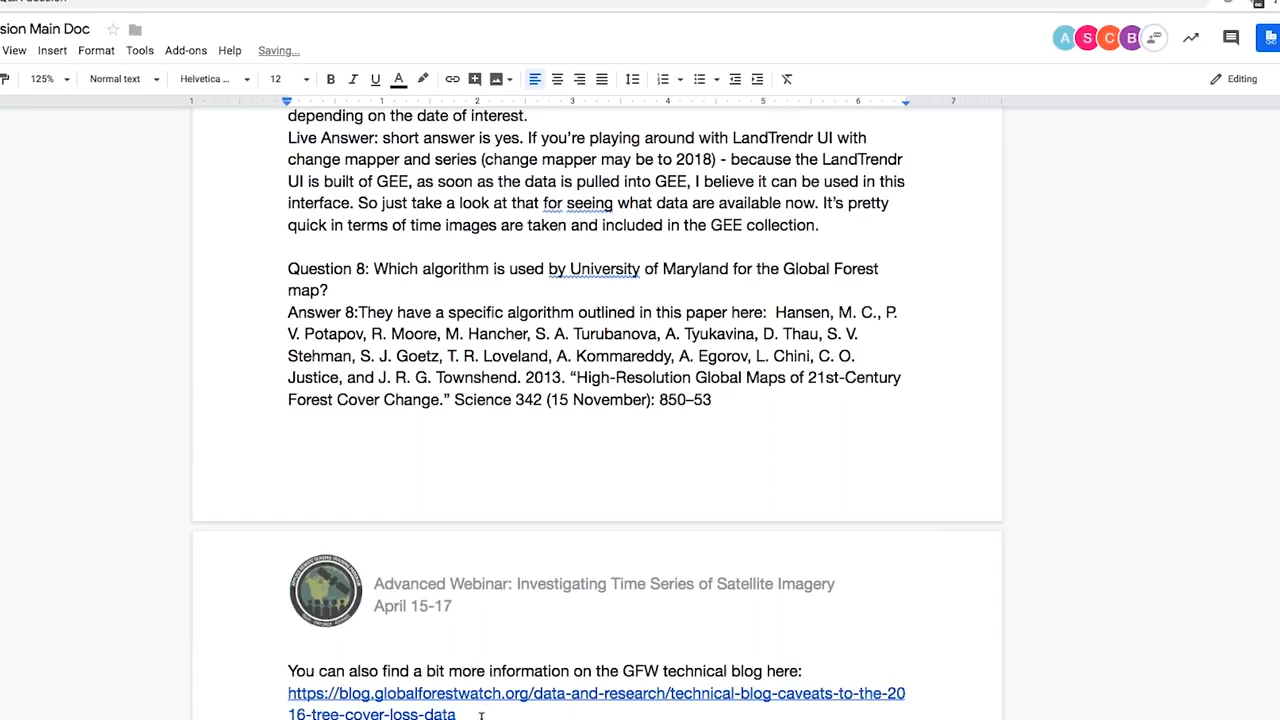 sion Main Doc
View Insert Format Tools Add-ons Help Saving...
A S C B
125% Normal text Helvetica ... 12 B I U A Editing
1 1 2 3 4 5 6 7
depending on the date of interest.
Live Answer: short answer is yes. If you're playing around with LandTrendr UI with
change mapper and series (change mapper may be to 2018) - because the LandTrendr
UI is built of GEE, as soon as the data is pulled into GEE, I believe it can be used in this
interface. So just take a look at that for seeing what data are available now. It's pretty
quick in terms of time images are taken and included in the GEE collection.
Question 8: Which algorithm is used by University of Maryland for the Global Forest
map?
Answer 8:They have a specific algorithm outlined in this paper here: Hansen, M. C., P.
V. Potapov, R. Moore, M. Hancher, S. A. Turubanova, A. Tyukavina, D. Thau, S. V.
Stehman, S. J. Goetz, T. R. Loveland, A. Kommareddy, A. Egorov, L. Chini, C. O.
Justice, and J. R. G. Townshend. 2013. “High-Resolution Global Maps of 21st-Century
Forest Cover Change.” Science 342 (15 November): 850–53
Advanced Webinar: Investigating Time Series of Satellite Imagery
April 15-17
You can also find a bit more information on the GFW technical blog here:
https://blog.globalforestwatch.org/data-and-research/technical-blog-caveats-to-the-20
16-tree-cover-loss-data